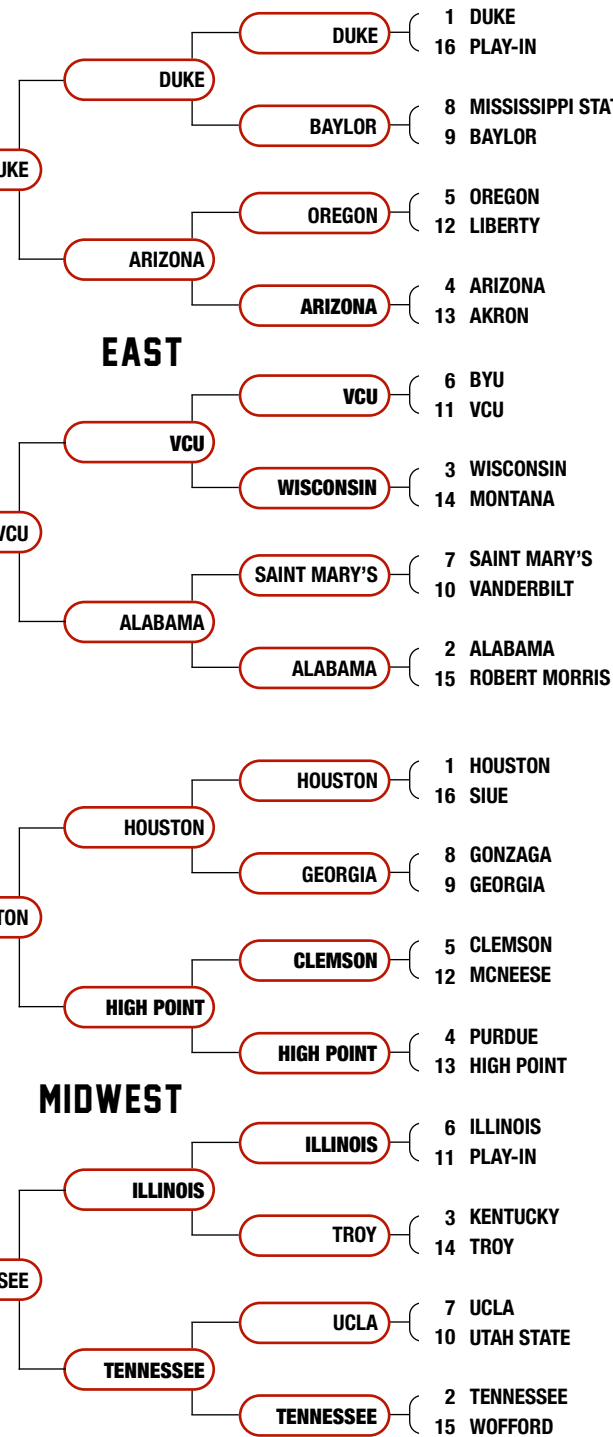 1 DUKE
DUKE
16 PLAY-IN
DUKE
8 MISSISSIPPI STAT
BAYLOR
9 BAYLOR
UKE
5 OREGON
OREGON
12 LIBERTY
ARIZONA
4 ARIZONA
ARIZONA
13 AKRON
EAST
6 BYU
VCU
11 VCU
VCU
3 WISCONSIN
WISCONSIN
14 MONTANA
VCU
7 SAINT MARY'S
SAINT MARY'S
10 VANDERBILT
ALABAMA
2 ALABAMA
ALABAMA
15 ROBERT MORRIS
1 HOUSTON
HOUSTON
16 SIUE
HOUSTON
8 GONZAGA
GEORGIA
9 GEORGIA
TON
5 CLEMSON
CLEMSON
12 MCNEESE
HIGH POINT
4 PURDUE
HIGH POINT
13 HIGH POINT
MIDWEST
6 ILLINOIS
ILLINOIS
11 PLAY-IN
ILLINOIS
3 KENTUCKY
TROY
14 TROY
SEE
7 UCLA
UCLA
10 UTAH STATE
TENNESSEE
2 TENNESSEE
TENNESSEE
15 WOFFORD